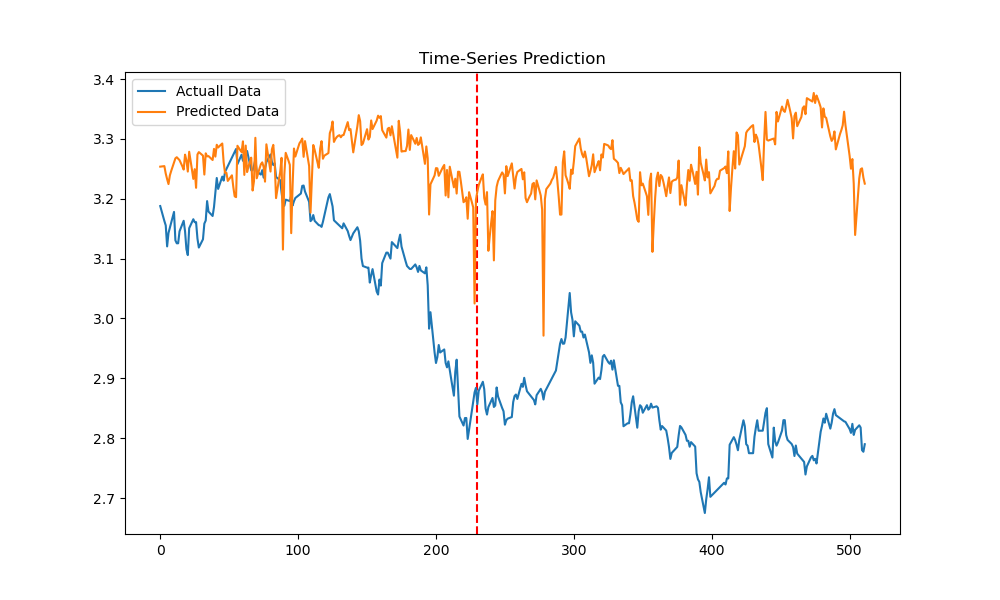 Time-Series Prediction
Actuall Data
Predicted Data
3.4
3.3
3.2
3.1
3.0
2.9
2.8
2.7
0 100 200 300 400 500